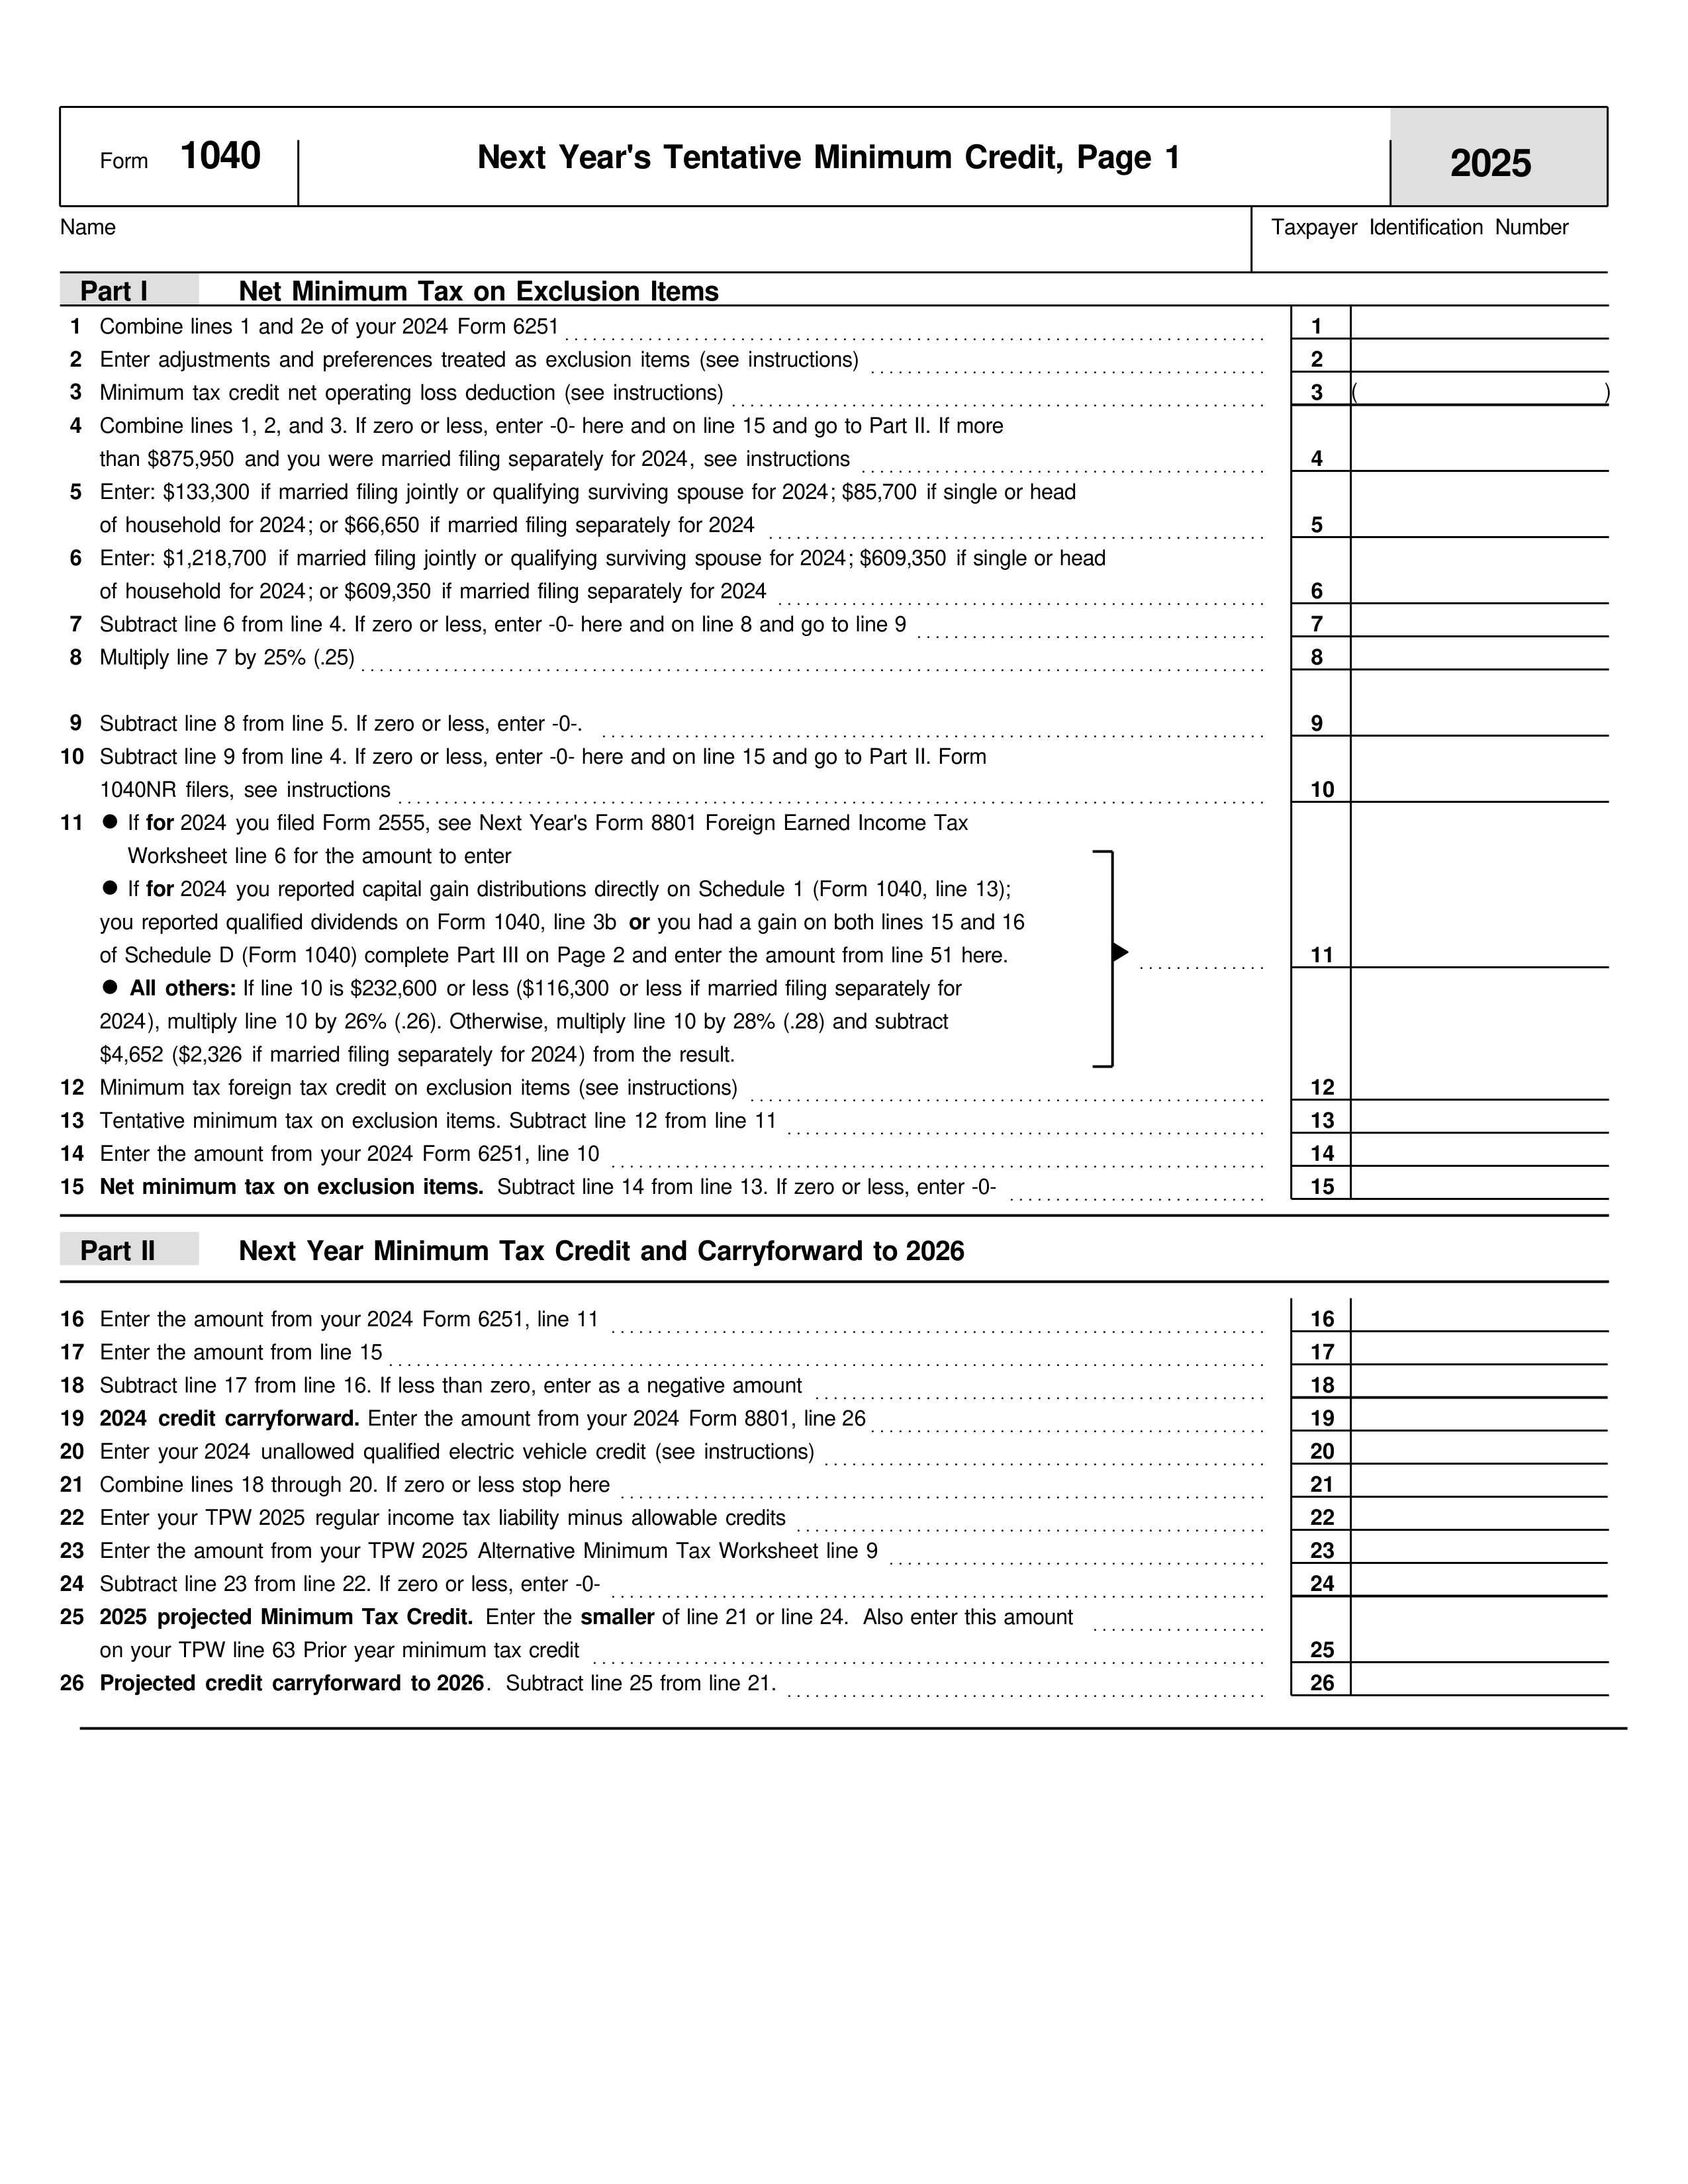 Form 1040 Next Year's Tentative Minimum Credit, Page 1 2025
Name Taxpayer Identification Number
Part I Net Minimum Tax on Exclusion Items
1 Combine lines 1 and 2e of your 2024 Form 6251 1
2 Enter adjustments and preferences treated as exclusion items (see instructions) 2
3 Minimum tax credit net operating loss deduction (see instructions) 3 ( )
4 Combine lines 1, 2, and 3. If zero or less, enter -0- here and on line 15 and go to Part II. If more
than $875,950 and you were married filing separately for 2024, see instructions 4
5 Enter: $133,300 if married filing jointly or qualifying surviving spouse for 2024; $85,700 if single or head
of household for 2024; or $66,650 if married filing separately for 2024 5
6 Enter: $1,218,700 if married filing jointly or qualifying surviving spouse for 2024; $609,350 if single or head
of household for 2024; or $609,350 if married filing separately for 2024 6
7 Subtract line 6 from line 4. If zero or less, enter -0- here and on line 8 and go to line 9 7
8 Multiply line 7 by 25% (.25) 8
9 Subtract line 8 from line 5. If zero or less, enter -0-. 9
10 Subtract line 9 from line 4. If zero or less, enter -0- here and on line 15 and go to Part II. Form
1040NR filers, see instructions 10
11 ● If for 2024 you filed Form 2555, see Next Year's Form 8801 Foreign Earned Income Tax
Worksheet line 6 for the amount to enter
● If for 2024 you reported capital gain distributions directly on Schedule 1 (Form 1040, line 13);
you reported qualified dividends on Form 1040, line 3b or you had a gain on both lines 15 and 16
of Schedule D (Form 1040) complete Part III on Page 2 and enter the amount from line 51 here. 11
● All others: If line 10 is $232,600 or less ($116,300 or less if married filing separately for
2024), multiply line 10 by 26% (.26). Otherwise, multiply line 10 by 28% (.28) and subtract
$4,652 ($2,326 if married filing separately for 2024) from the result.
12 Minimum tax foreign tax credit on exclusion items (see instructions) 12
13 Tentative minimum tax on exclusion items. Subtract line 12 from line 11 13
14 Enter the amount from your 2024 Form 6251, line 10 14
15 Net minimum tax on exclusion items. Subtract line 14 from line 13. If zero or less, enter -0- 15
Part II Next Year Minimum Tax Credit and Carryforward to 2026
16 Enter the amount from your 2024 Form 6251, line 11 16
17 Enter the amount from line 15 17
18 Subtract line 17 from line 16. If less than zero, enter as a negative amount 18
19 2024 credit carryforward. Enter the amount from your 2024 Form 8801, line 26 19
20 Enter your 2024 unallowed qualified electric vehicle credit (see instructions) 20
21 Combine lines 18 through 20. If zero or less stop here 21
22 Enter your TPW 2025 regular income tax liability minus allowable credits 22
23 Enter the amount from your TPW 2025 Alternative Minimum Tax Worksheet line 9 23
24 Subtract line 23 from line 22. If zero or less, enter -0- 24
25 2025 projected Minimum Tax Credit. Enter the smaller of line 21 or line 24. Also enter this amount
on your TPW line 63 Prior year minimum tax credit 25
26 Projected credit carryforward to 2026. Subtract line 25 from line 21. 26